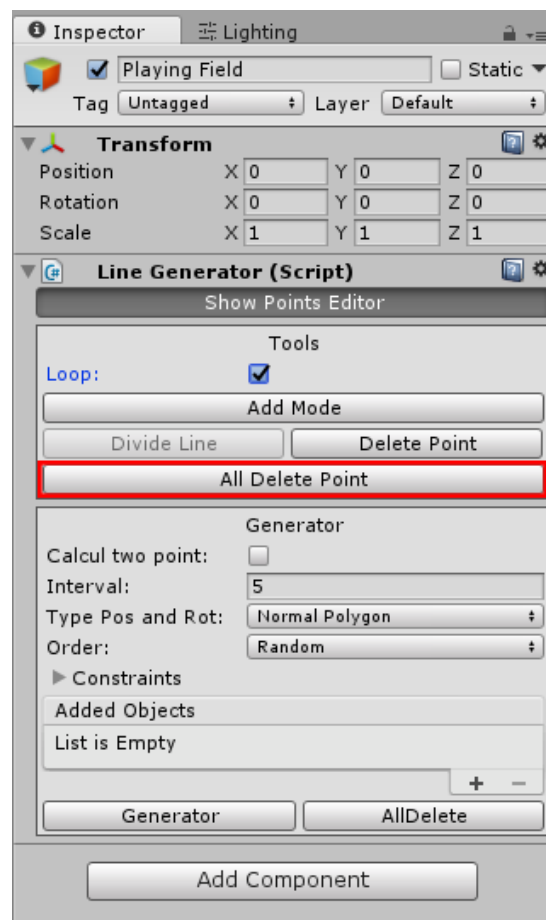 Inspector Lighting
Playing Field Static
Tag Untagged Layer Default
Transform
Position X 0 Y 0 Z 0
Rotation X 0 Y 0 Z 0
Scale X 1 Y 1 Z 1
Line Generator (Script)
Show Points Editor
Tools
Loop:
Add Mode
Divide Line Delete Point
All Delete Point
Generator
Calcul two point:
Interval: 5
Type Pos and Rot: Normal Polygon
Order: Random
Constraints
Added Objects
List is Empty
Generator AllDelete
Add Component